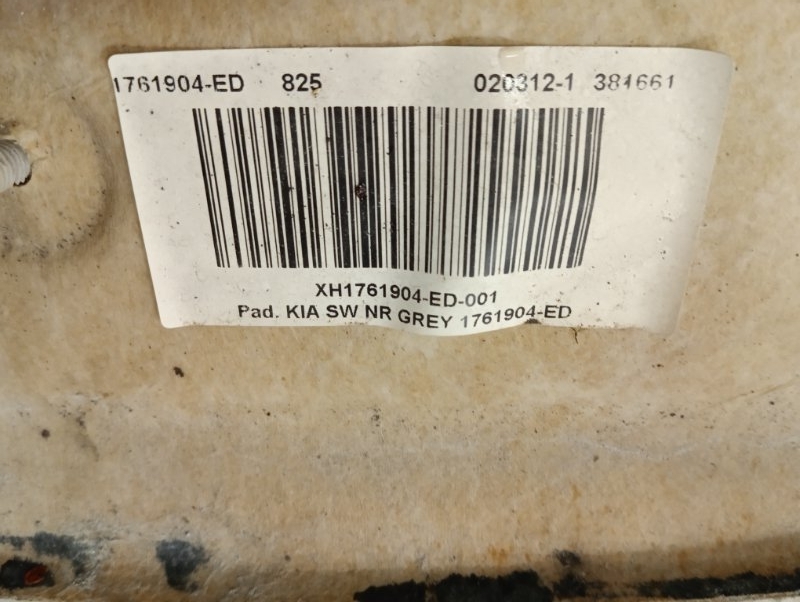 1761904-ED 825 020312-1 381661
XH1761904-ED-001
Pad. KIA SW NR GREY 1761904-ED